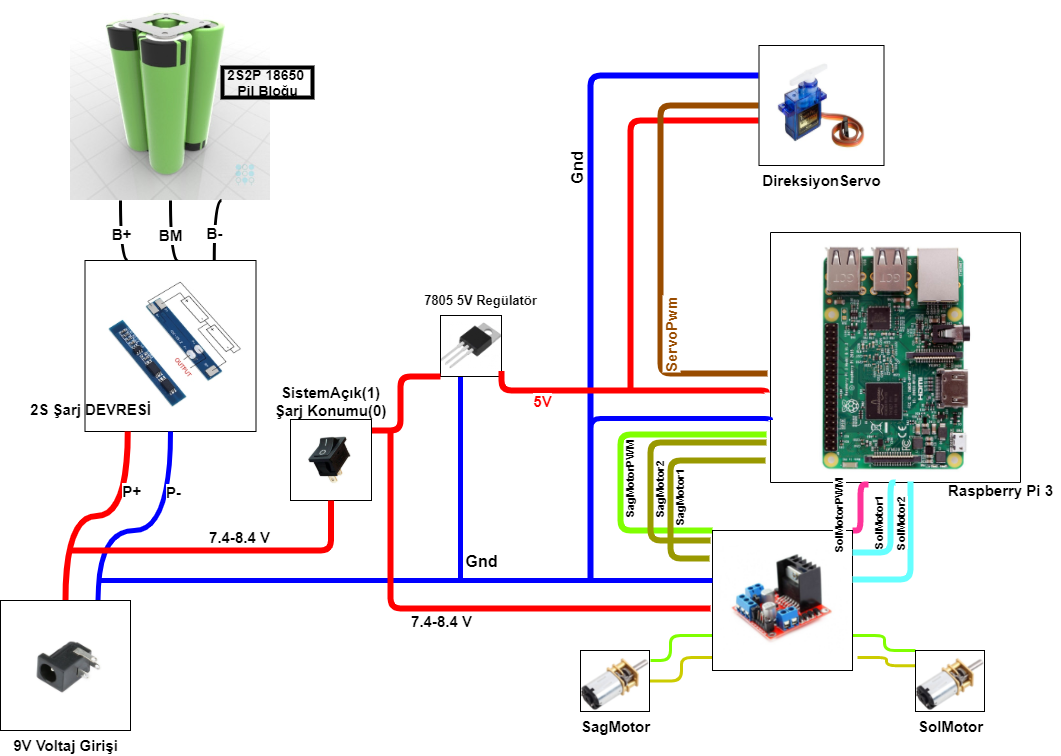 2S2P 18650
Pil Bloğu
B+
BM
B-
Gnd
DireksiyonServo
7805 5V Regülatör
ServoPwm
OUTPUT
2S Şarj DEVRESİ
SistemAçık(1)
Şarj Konumu(0)
5V
HDMI
P+
P-
SagMotorPWM
SagMotor2
SagMotor1
Raspberry Pi 3
SolMotorPWM
SolMotor1
SolMotor2
7.4-8.4 V
Gnd
7.4-8.4 V
SagMotor
SolMotor
9V Voltaj Girişi